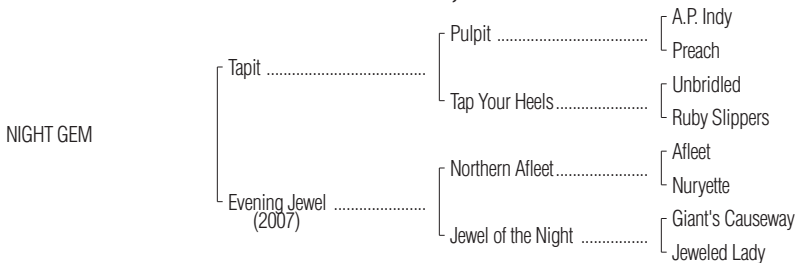 A.P. Indy
Pulpit ..........................................
Preach
Tapit ..........................................
Unbridled
Tap Your Heels..........................
Ruby Slippers
NIGHT GEM
Afleet
Northern Afleet..........................
Nuryette
Evening Jewel ........................
(2007)
Giant's Causeway
Jewel of the Night ..................
Jeweled Lady